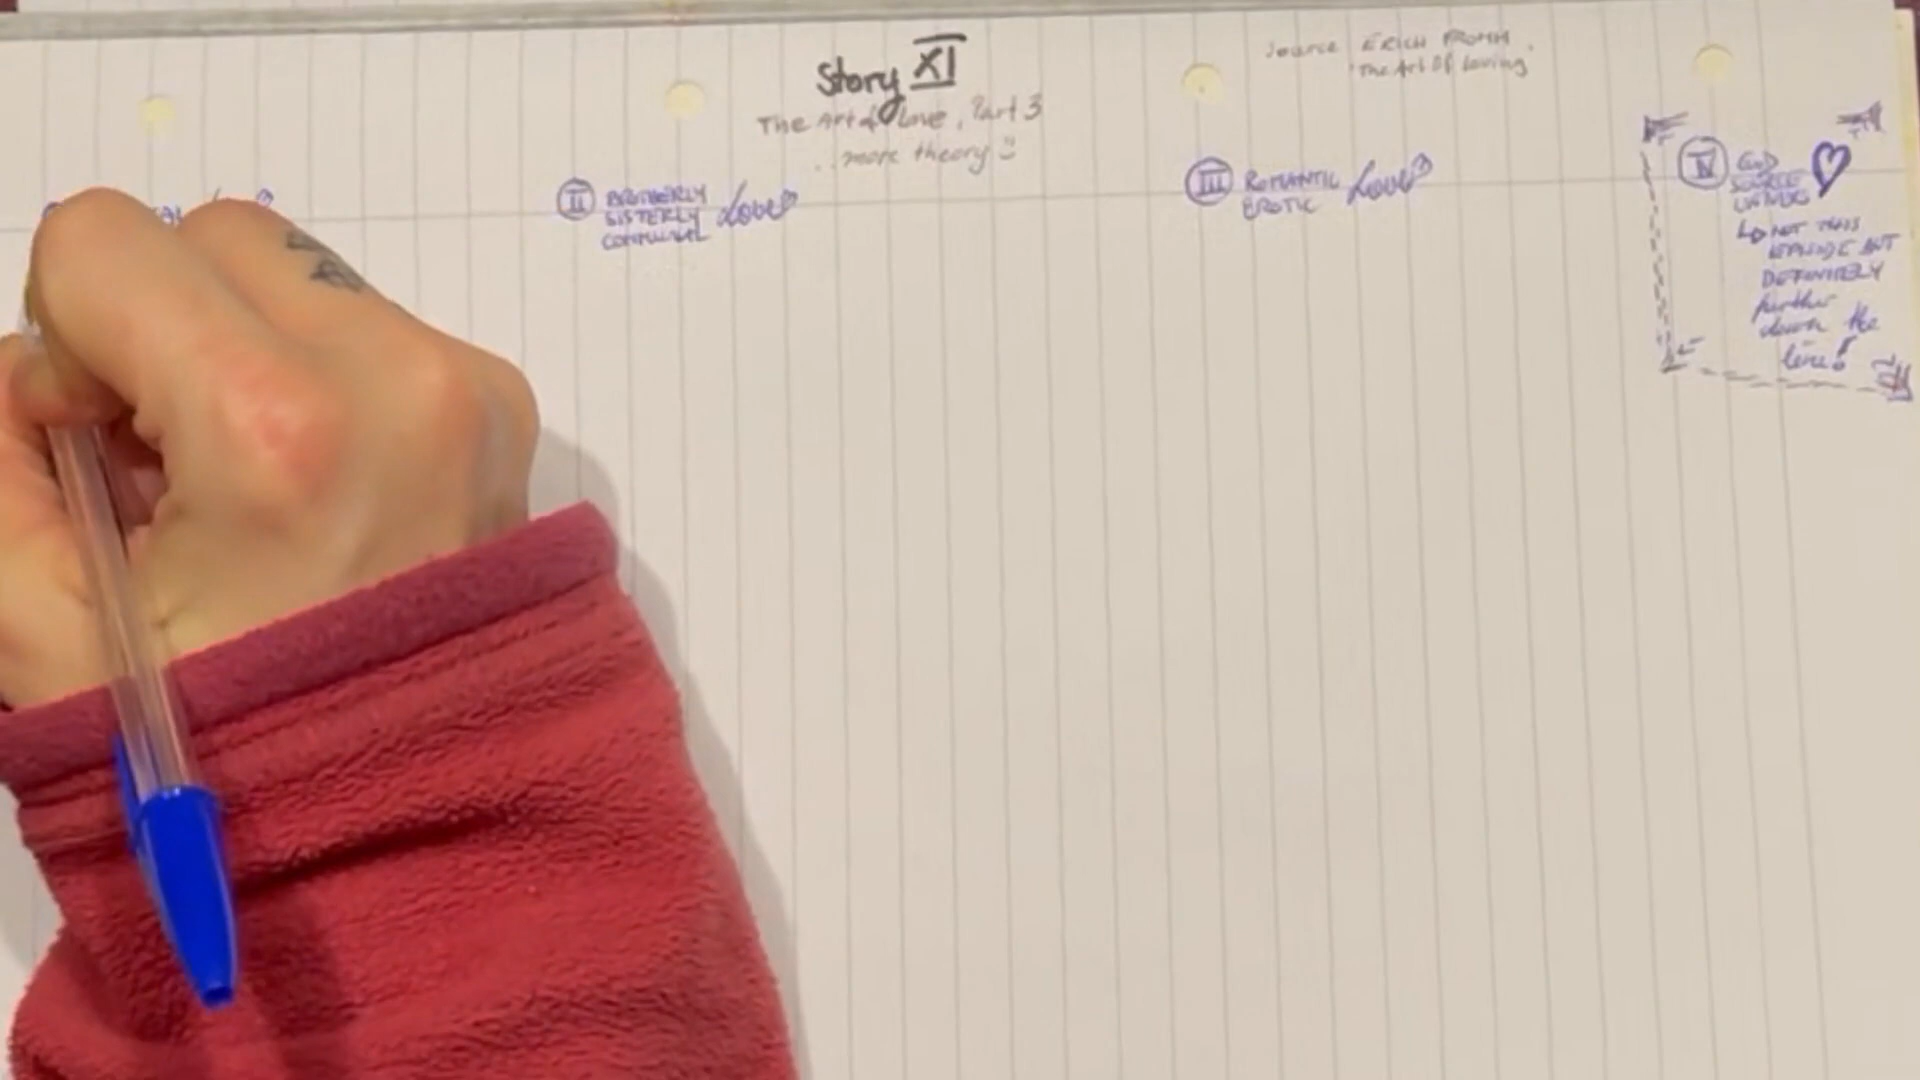 Story XI
The Art of Love, Part 3
...more theory
Source ERICH FROMM
'The Art Of Loving'
II BROTHERLY
SISTERLY Love
COMMUNAL
III ROMANTIC Love
EROTIC
IV GOD
SOURCE
↳ NOT THIS
EPISODE BUT
DEFINITELY
further
down the
line!